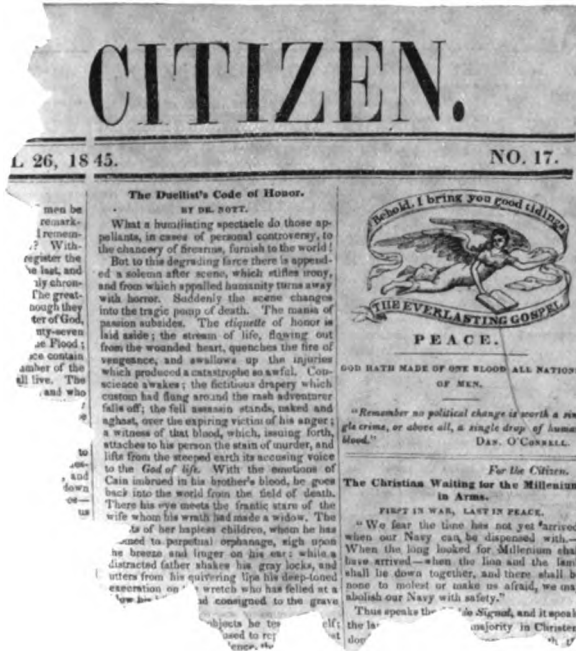 CITIZEN.
26, 1845.
NO. 17.
men be
remark-
I remem-
? With-
register the
last, and
chron-
The great-
nough they
ter of God,
nty-seven
Flood;
contain
amber of the
all live. The
and who
to
, and
down
or—
us
The Duellist's Code of Honor.
BY DR. NOTT.
What a humiliating spectacle do those ap-
pellants, in cases of personal controversy, to
the chancery of firearms, furnish to the world!
But to this degrading farce there is append-
ed a solemn after scene, which stifles irony,
and from which appalled humanity turns away
with horror. Suddenly the scene changes
into the tragic pomp of death. The mania of
passion subsides. The etiquette of honor is
laid aside; the stream of life, flowing out
from the wounded heart, quenches the fire of
vengeance, and swallows up the injuries
which produced a catastrophe so awful. Con-
science awakes; the fictitious drapery which
custom had flung around the rash adventurer
falls off; the fell assassin stands, naked and
aghast, over the expiring victim of his anger;
a witness of that blood, which, issuing forth,
attaches to his person the stain of murder, and
lifts from the steeped earth its accusing voice
to the God of life. With the emotions of
Cain imbrued in his brother's blood, he goes
back into the world from the field of death.
There his eye meets the frantic stare of the
wife whom his wrath had made a widow. The
of her hapless children, whom he has
to perpetual orphanage, sigh upon
he breeze and linger on his ear; while a
distracted father shakes his gray locks, and
utters from his quivering lips his deep-toned
execration on wretch who has felled at a
consigned to the grave
bjects he
used to
Behold, I bring you good tidings
THE EVERLASTING GOSPEL
PEACE.
GOD HATH MADE OF ONE BLOOD ALL NATION
OF MEN.
"Remember no political change is worth a sin
gle crime, or above all, a single drop of huma
blood." DAN. O'CONNELL.
For the Citizen.
The Christian Waiting for the Millenium
in Arms.
FIRST IN WAR, LAST IN PEACE.
"We fear the time has not yet arrived
when our Navy can be dispensed with.—
When the long looked for Millenium shal
have arrived—when the lion and the lamb
shall lie down together, and there shall b
none to molest or make us afraid, we ma
abolish our Navy with safety."
Thus speaks the Signal, and it speak
the la majority in Christen